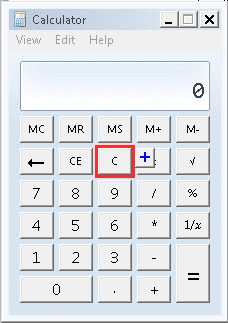 Calculator
View Edit Help
0
MC MR MS M+ M-
← CE C + √
7 8 9 / %
4 5 6 * 1/x
1 2 3 - =
0 . +